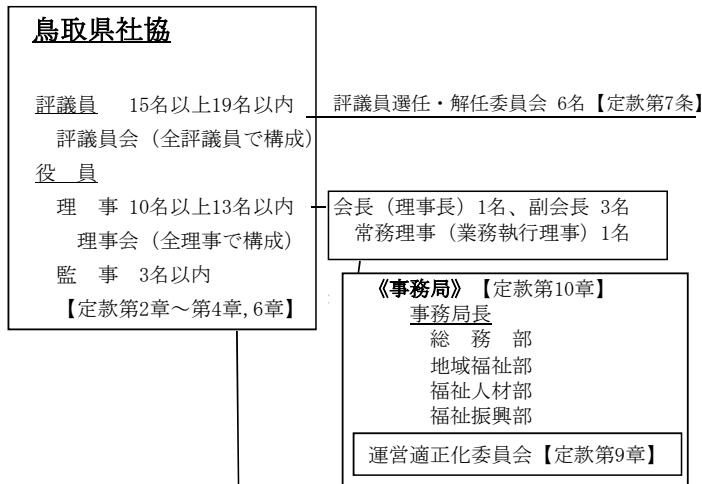 鳥取県社協
評議員 15名以上19名以内
評議員選任・解任委員会 6名【定款第7条】
評議員会(全評議員で構成)
役 員
理 事 10名以上13名以内
会長(理事長)1名、副会長 3名
常務理事(業務執行理事)1名
理事会(全理事で構成)
監 事 3名以内
【定款第2章～第4章,6章】
《事務局》【定款第10章】
事務局長
総 務 部
地域福祉部
福祉人材部
福祉振興部
運営適正化委員会【定款第9章】